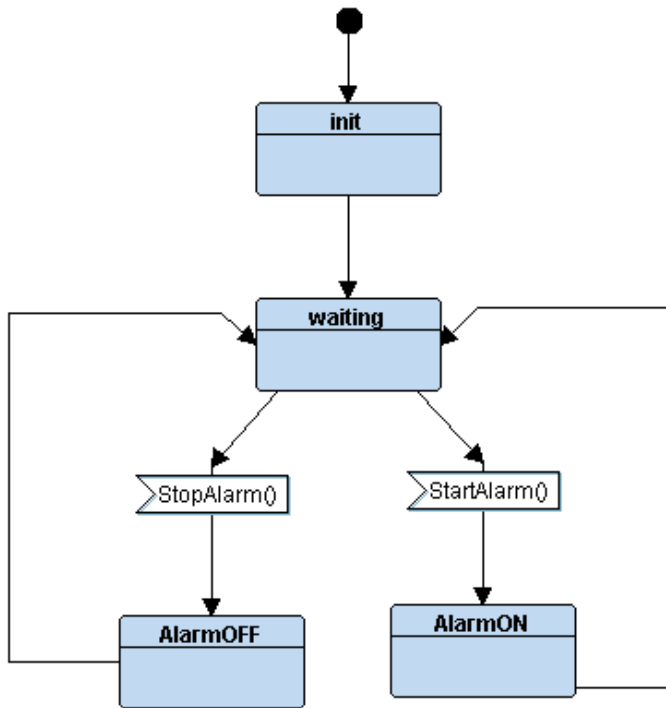 init
waiting
StopAlarm()
StartAlarm()
AlarmOFF
AlarmON